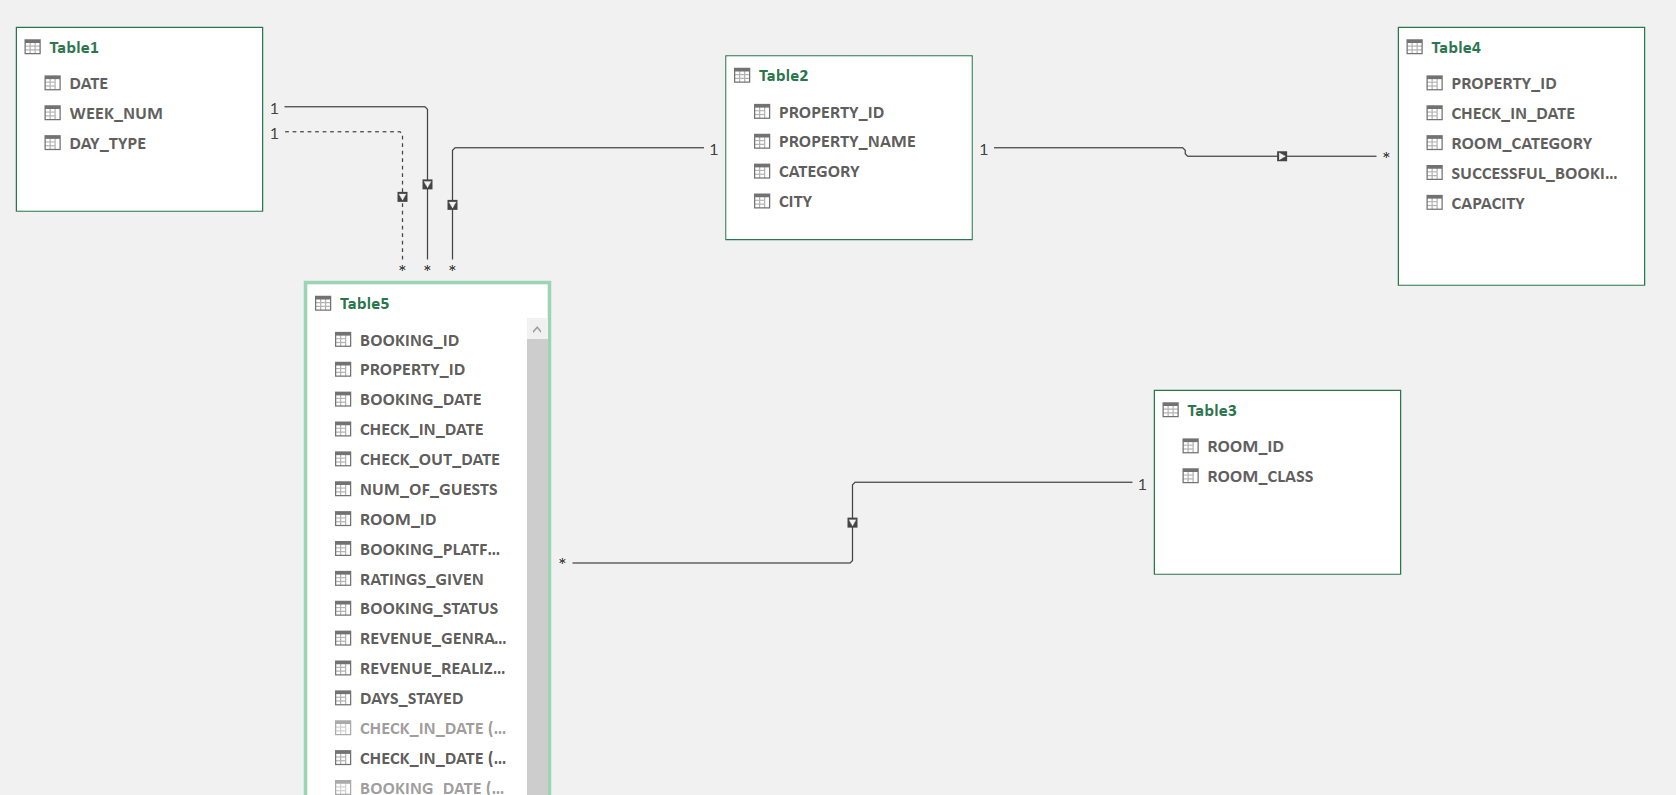 Table1
DATE
WEEK_NUM
DAY_TYPE
1
1
Table2
PROPERTY_ID
PROPERTY_NAME
CATEGORY
CITY
1
1
Table4
PROPERTY_ID
CHECK_IN_DATE
ROOM_CATEGORY
SUCCESSFUL_BOOKI...
CAPACITY
*
* * *
Table5
BOOKING_ID
PROPERTY_ID
BOOKING_DATE
CHECK_IN_DATE
CHECK_OUT_DATE
NUM_OF_GUESTS
ROOM_ID
BOOKING_PLATF...
RATINGS_GIVEN
BOOKING_STATUS
REVENUE_GENRA...
REVENUE_REALIZ...
DAYS_STAYED
CHECK_IN_DATE (...
CHECK_IN_DATE (...
BOOKING_DATE (...
*
1
Table3
ROOM_ID
ROOM_CLASS